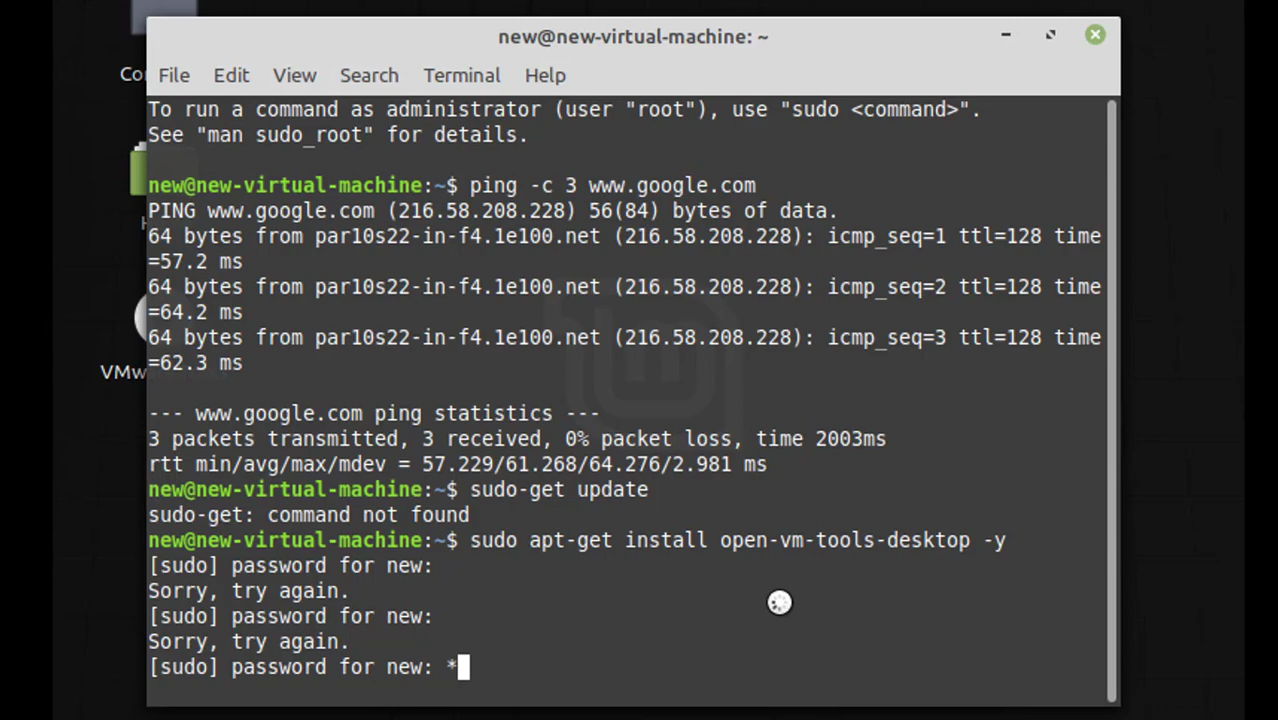 new@new-virtual-machine: ~
File Edit View Search Terminal Help
To run a command as administrator (user "root"), use "sudo <command>".
See "man sudo_root" for details.
new@new-virtual-machine:~$ ping -c 3 www.google.com
PING www.google.com (216.58.208.228) 56(84) bytes of data.
64 bytes from par10s22-in-f4.1e100.net (216.58.208.228): icmp_seq=1 ttl=128 time
=57.2 ms
64 bytes from par10s22-in-f4.1e100.net (216.58.208.228): icmp_seq=2 ttl=128 time
=64.2 ms
64 bytes from par10s22-in-f4.1e100.net (216.58.208.228): icmp_seq=3 ttl=128 time
=62.3 ms
--- www.google.com ping statistics ---
3 packets transmitted, 3 received, 0% packet loss, time 2003ms
rtt min/avg/max/mdev = 57.229/61.268/64.276/2.981 ms
new@new-virtual-machine:~$ sudo-get update
sudo-get: command not found
new@new-virtual-machine:~$ sudo apt-get install open-vm-tools-desktop -y
[sudo] password for new:
Sorry, try again.
[sudo] password for new:
Sorry, try again.
[sudo] password for new: *